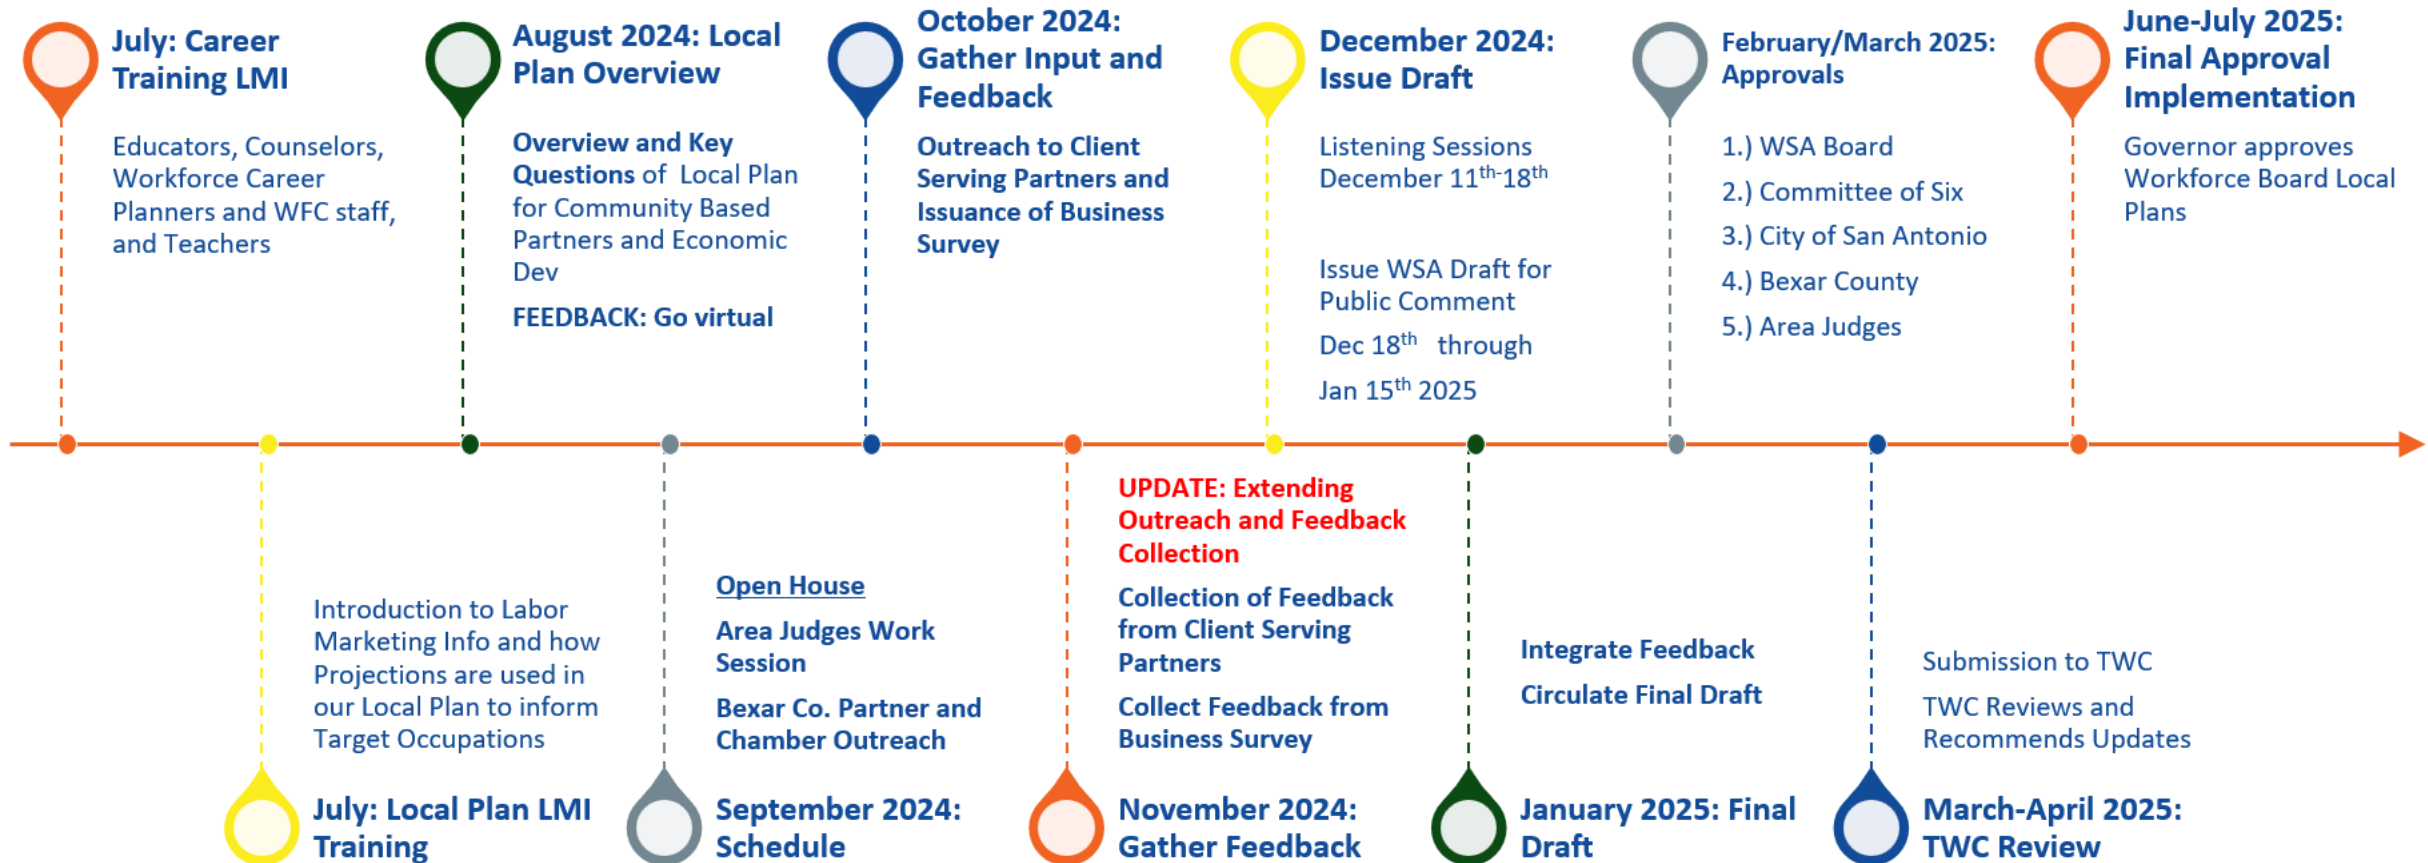 July: Career
Training LMI
Educators, Counselors,
Workforce Career
Planners and WFC staff,
and Teachers
August 2024: Local
Plan Overview
Overview and Key
Questions of Local Plan
for Community Based
Partners and Economic
Dev
FEEDBACK: Go virtual
October 2024:
Gather Input and
Feedback
Outreach to Client
Serving Partners and
Issuance of Business
Survey
December 2024:
Issue Draft
Listening Sessions
December 11th-18th
Issue WSA Draft for
Public Comment
Dec 18th through
Jan 15th 2025
February/March 2025:
Approvals
1.) WSA Board
2.) Committee of Six
3.) City of San Antonio
4.) Bexar County
5.) Area Judges
June-July 2025:
Final Approval
Implementation
Governor approves
Workforce Board Local
Plans
Introduction to Labor
Marketing Info and how
Projections are used in
our Local Plan to inform
Target Occupations
July: Local Plan LMI
Training
Open House
Area Judges Work
Session
Bexar Co. Partner and
Chamber Outreach
September 2024:
Schedule
UPDATE: Extending
Outreach and Feedback
Collection
Collection of Feedback
from Client Serving
Partners
Collect Feedback from
Business Survey
November 2024:
Gather Feedback
Integrate Feedback
Circulate Final Draft
January 2025: Final
Draft
Submission to TWC
TWC Reviews and
Recommends Updates
March-April 2025:
TWC Review